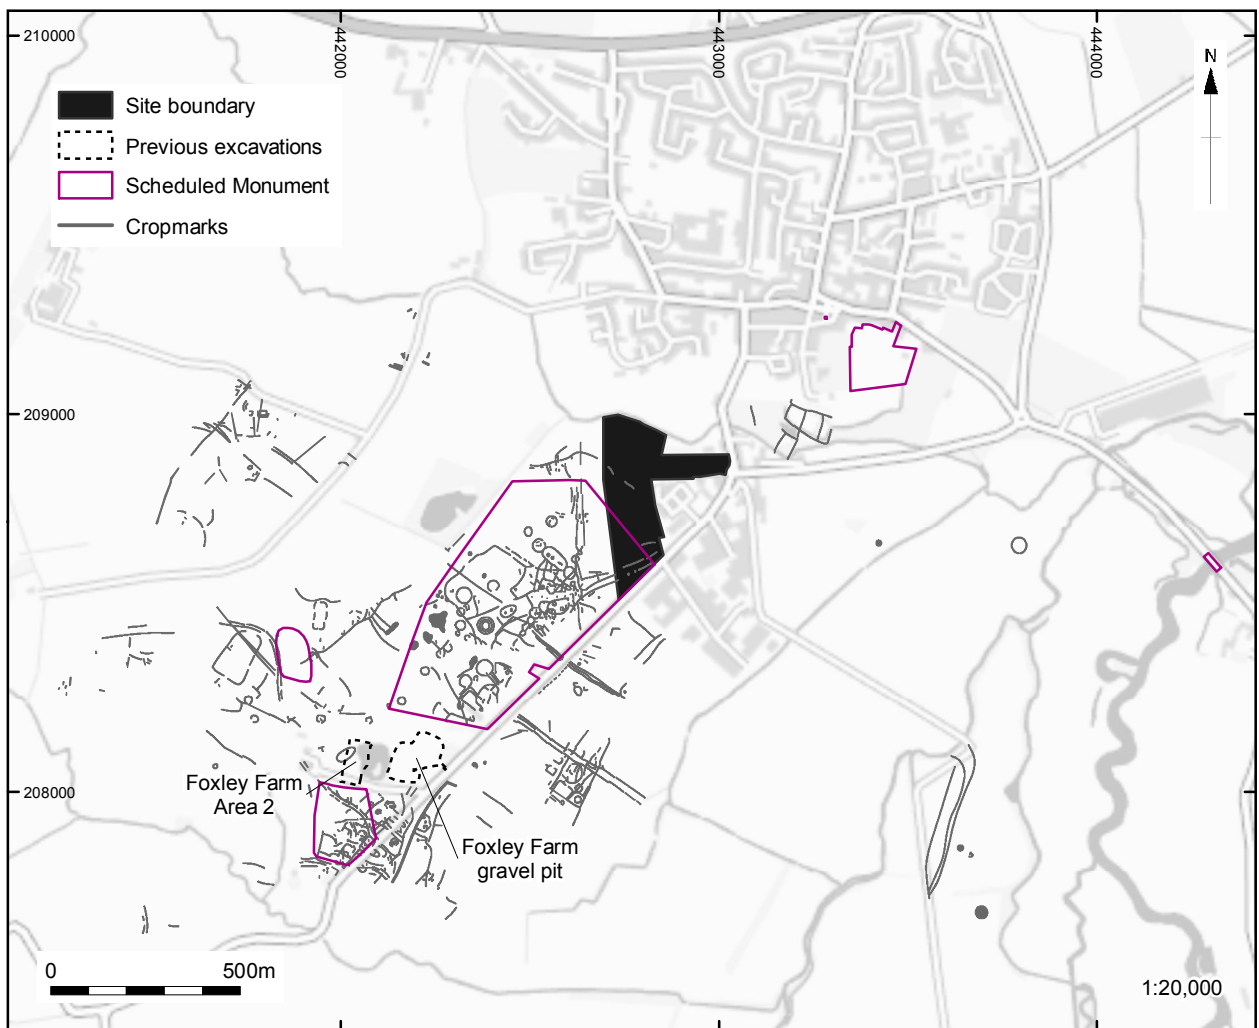 210000
442000
443000
444000
N
Site boundary
Previous excavations
Scheduled Monument
Cropmarks
209000
208000
Foxley Farm
Area 2
Foxley Farm
gravel pit
0
500m
1:20,000